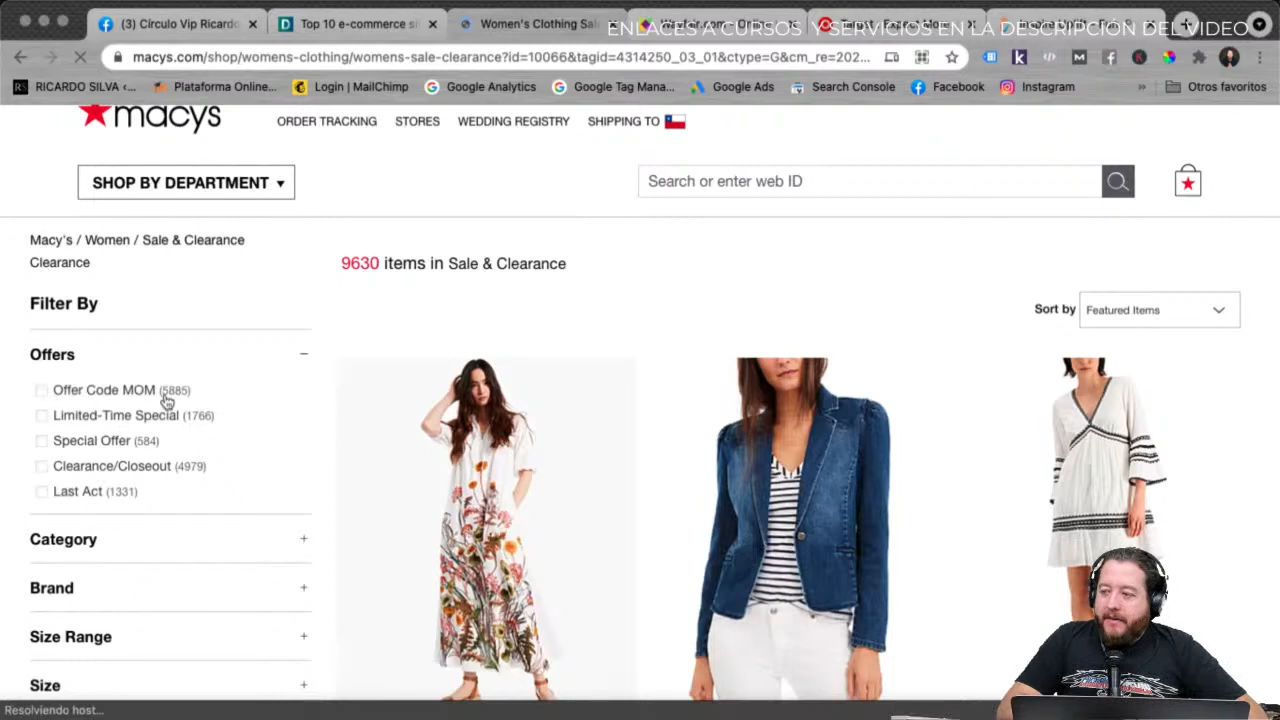 (3) Círculo Vip Ricardo
Top 10 e-commerce si
Women's Clothing Sal
ENLACES A CURSOS Y SERVICIOS EN LA DESCRIPCIÓN DEL VIDEO
macys.com/shop/womens-clothing/womens-sale-clearance?id=10066&tagid=4314250_03_01&ctype=G&cm_re=202...
RICARDO SILVA ‹...
Plataforma Online...
Login | MailChimp
Google Analytics
Google Tag Mana...
Google Ads
Search Console
Facebook
Instagram
»
Otros favoritos
macys
ORDER TRACKING STORES WEDDING REGISTRY SHIPPING TO
SHOP BY DEPARTMENT
Search or enter web ID
Macy's / Women / Sale & Clearance
Clearance
9630 items in Sale & Clearance
Filter By
Sort by Featured Items
Offers
Offer Code MOM (5885)
Limited-Time Special (1766)
Special Offer (584)
Clearance/Closeout (4979)
Last Act (1331)
Category
Brand
Size Range
Size
Resolviendo host...